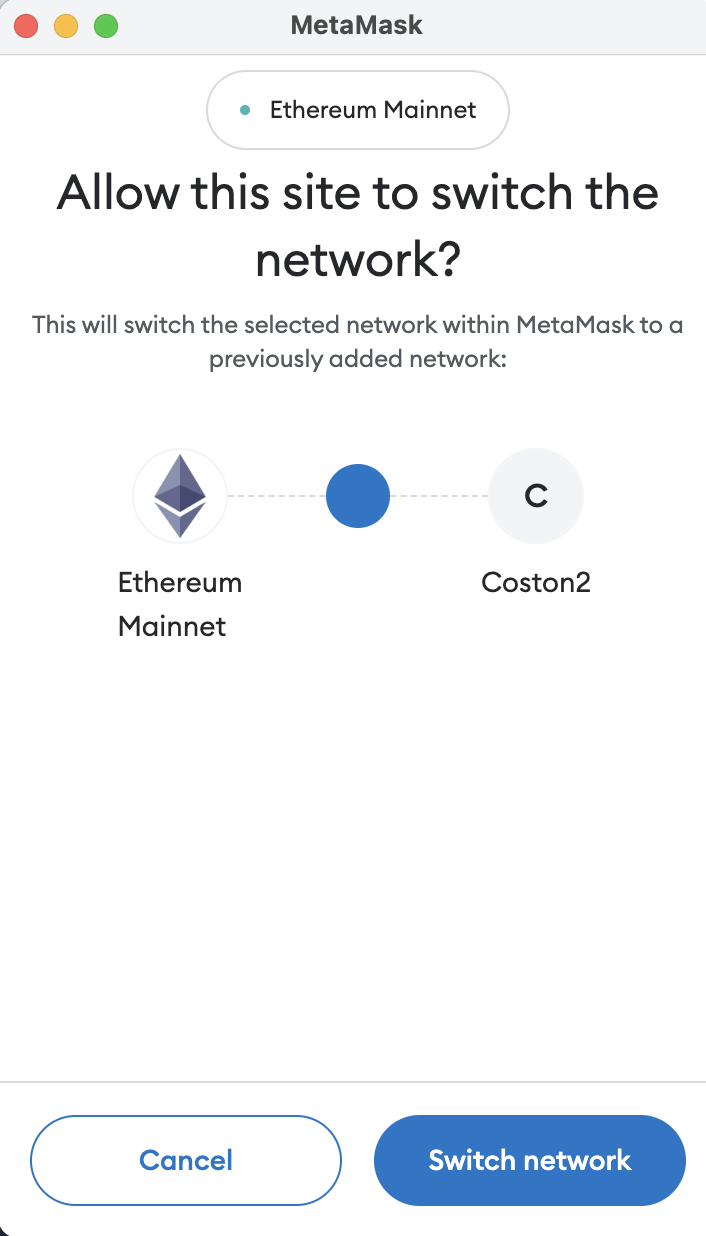 MetaMask
Ethereum Mainnet
Allow this site to switch the
network?
This will switch the selected network within MetaMask to a
previously added network:
C
Ethereum
Mainnet
Coston2
Cancel
Switch network